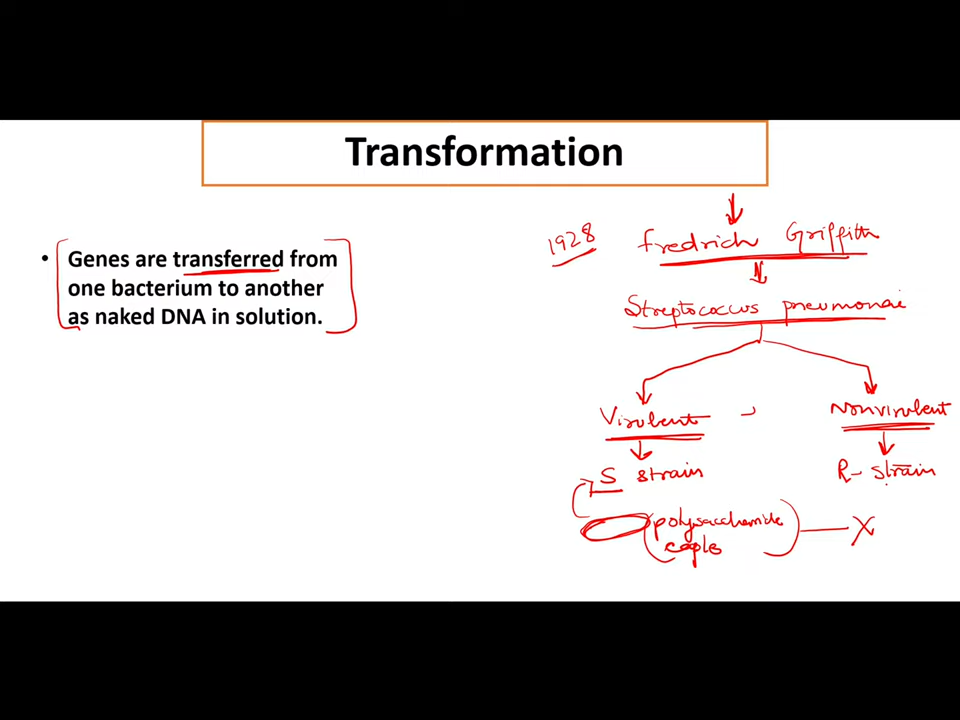 Transformation
• Genes are transferred from
one bacterium to another
as naked DNA in solution.
1928
Fredrich Griffith
Streptococcus pneumonae
Virulent
Nonvirulent
S strain
R-strain
polysaccharide
X